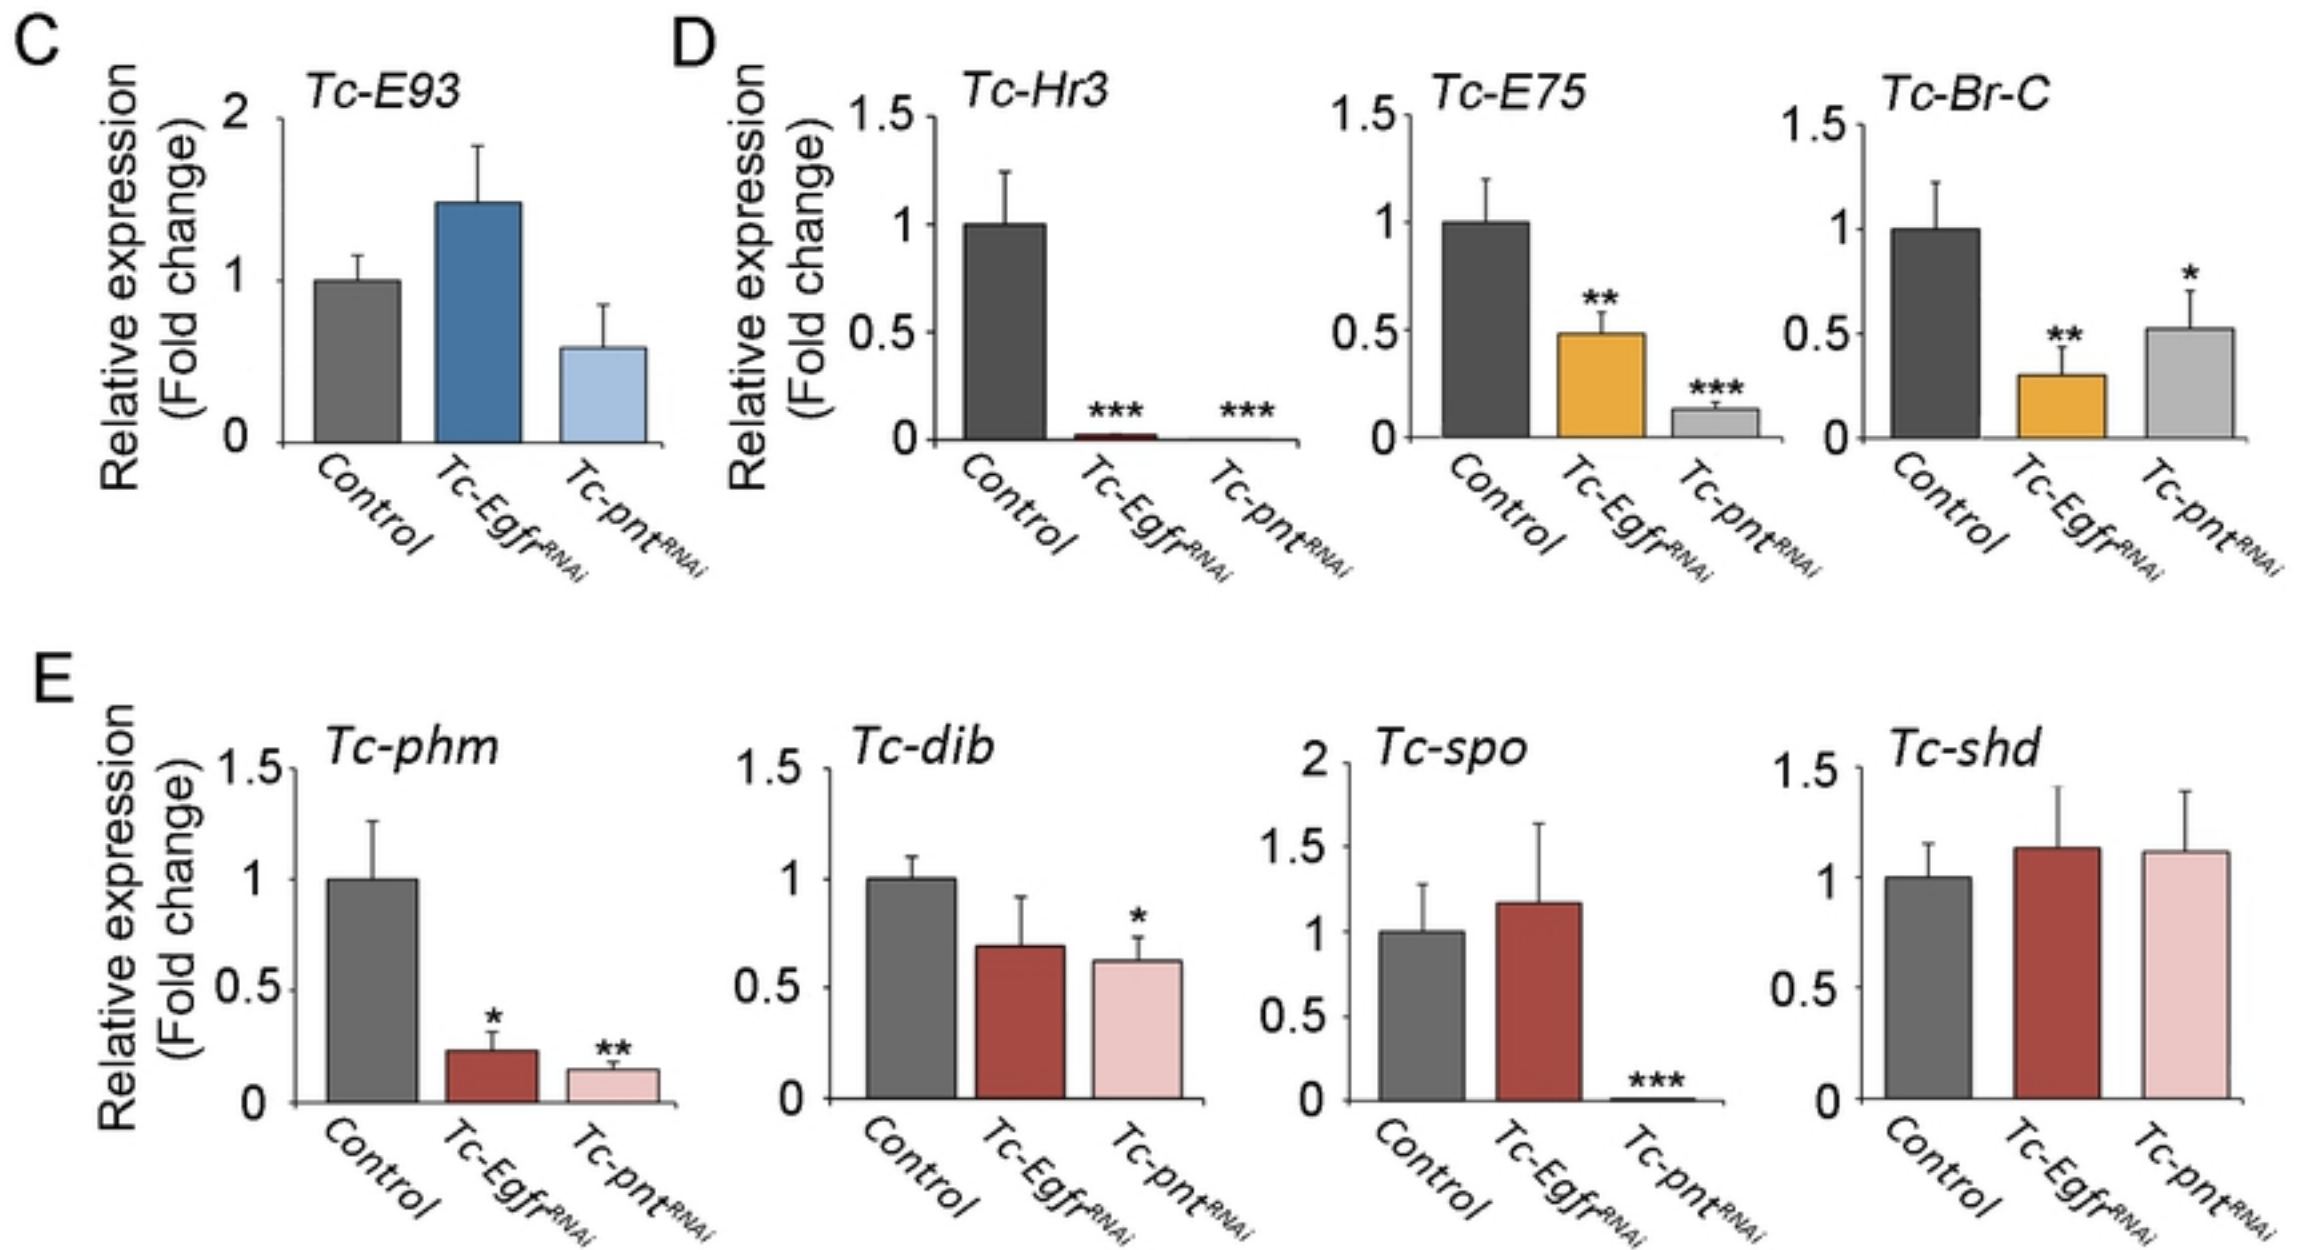 C
Tc-E93
Relative expression
(Fold change)
2
1
0
Control
Tc-Egfr^RNAi
Tc-pnt^RNAi
D
Relative expression
(Fold change)
Tc-Hr3
1.5
1
0.5
0
***
***
Control
Tc-Egfr^RNAi
Tc-pnt^RNAi
Tc-E75
1.5
1
0.5
0
**
***
Control
Tc-Egfr^RNAi
Tc-pnt^RNAi
Tc-Br-C
1.5
1
0.5
0
**
*
Control
Tc-Egfr^RNAi
Tc-pnt^RNAi
E
Relative expression
(Fold change)
Tc-phm
1.5
1
0.5
0
*
**
Control
Tc-Egfr^RNAi
Tc-pnt^RNAi
Tc-dib
1.5
1
0.5
0
*
Control
Tc-Egfr^RNAi
Tc-pnt^RNAi
Tc-spo
2
1.5
1
0.5
0
***
Control
Tc-Egfr^RNAi
Tc-pnt^RNAi
Tc-shd
1.5
1
0.5
0
Control
Tc-Egfr^RNAi
Tc-pnt^RNAi